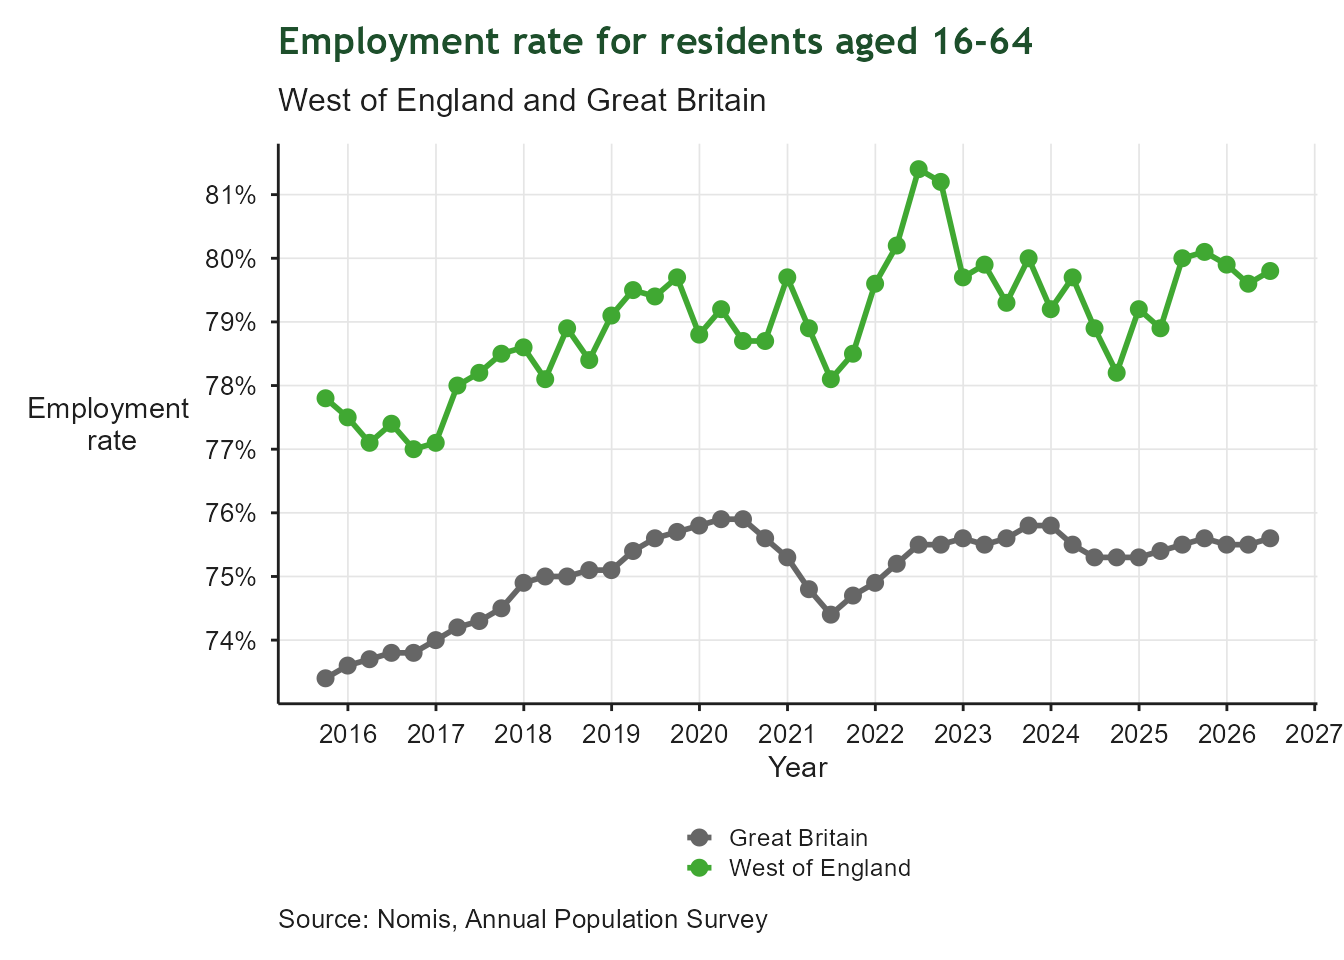 Employment rate for residents aged 16-64
West of England and Great Britain
81%
80%
79%
78%
77%
76%
75%
74%
Employment
rate
2016 2017 2018 2019 2020 2021 2022 2023 2024 2025 2026 2027
Year
Great Britain
West of England
Source: Nomis, Annual Population Survey